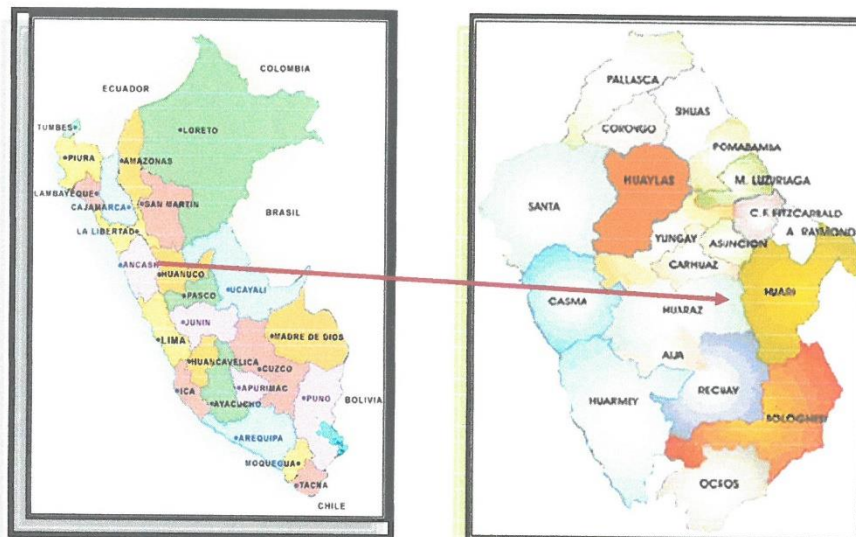 COLOMBIA
ECUADOR
TUMBES
LORETO
PIURA
AMAZONAS
LAMBAYEQUE
CAJAMARCA
SAN MARTIN
BRASIL
LA LIBERTAD
ANCASH
HUANUCO
PASCO
UCAYALI
JUNIN
LIMA
MADRE DE DIOS
HUANCAVELICA
CUZCO
ICA
APURIMAC
PUNO
BOLIVIA
AYACUCHO
AREQUIPA
MOQUEGUA
TACNA
CHILE
PALLASCA
SIHUAS
CORONGO
POMABAMBA
HUAYLAS
M. LUZURIAGA
SANTA
C. F. FITZCARRALD
A. RAYMOND
YUNGAY
ASUNCION
CARHUAZ
CASMA
HUARI
HUARAZ
AIJA
RECUAY
HUARMEY
BOLOGNESI
OCROS